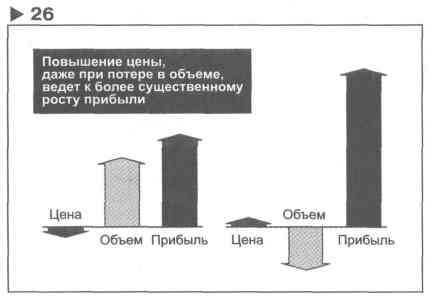 ▶ 26
Повышение цены,
даже при потере в объеме,
ведет к более существенному
росту прибыли
Цена
Объем
Объем Прибыль
Цена
Прибыль